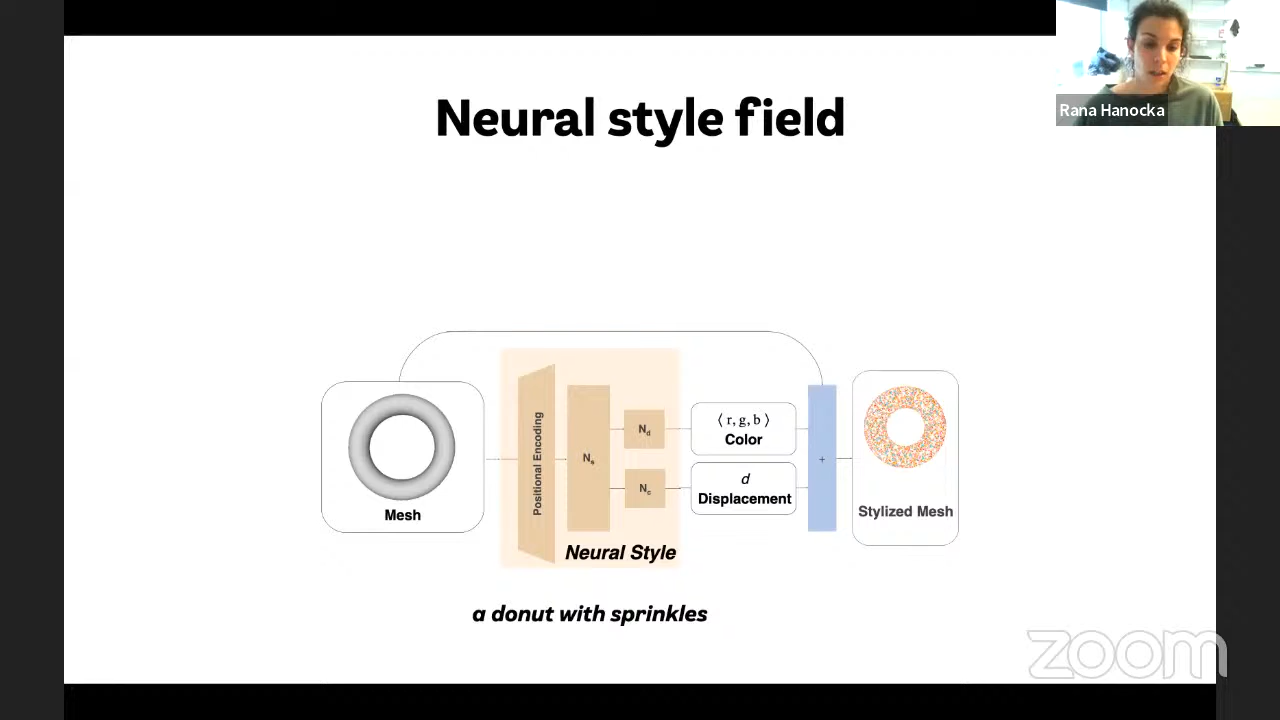 Neural style field
Rana Hanocka
Mesh
Positional Encoding
Ns
Nd
Nc
⟨ r, g, b ⟩
Color
d
Displacement
+
Stylized Mesh
Neural Style
a donut with sprinkles
zoom